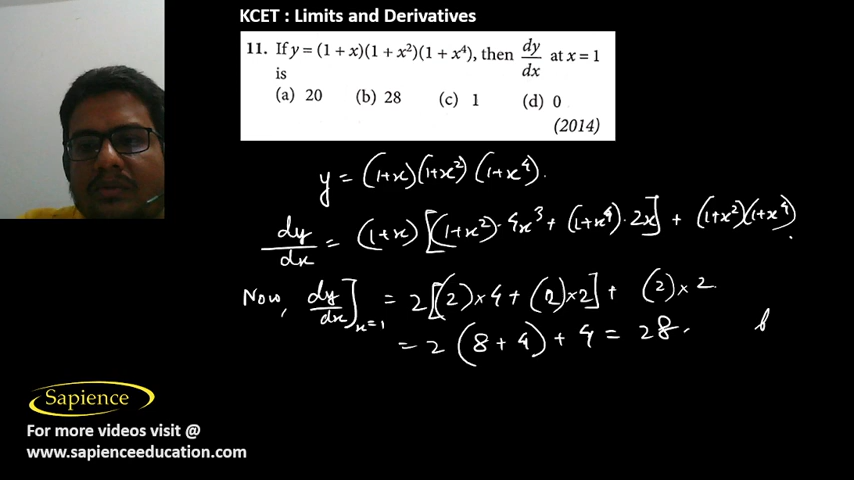 KCET : Limits and Derivatives
11. If y = (1 + x)(1 + x²)(1 + x⁴), then dy/dx at x = 1
is
(a) 20 (b) 28 (c) 1 (d) 0
(2014)
y = (1+x)(1+x²)(1+x⁴).
dy/dx = (1+x)[(1+x²)·4x³ + (1+x⁴)·2x] + (1+x²)(1+x⁴).
Now, dy/dx]x=1 = 2[(2)×4 + (2)×2] + (2)×2
= 2(8+4)+4 = 28. b
Sapience
For more videos visit @
www.sapienceeducation.com